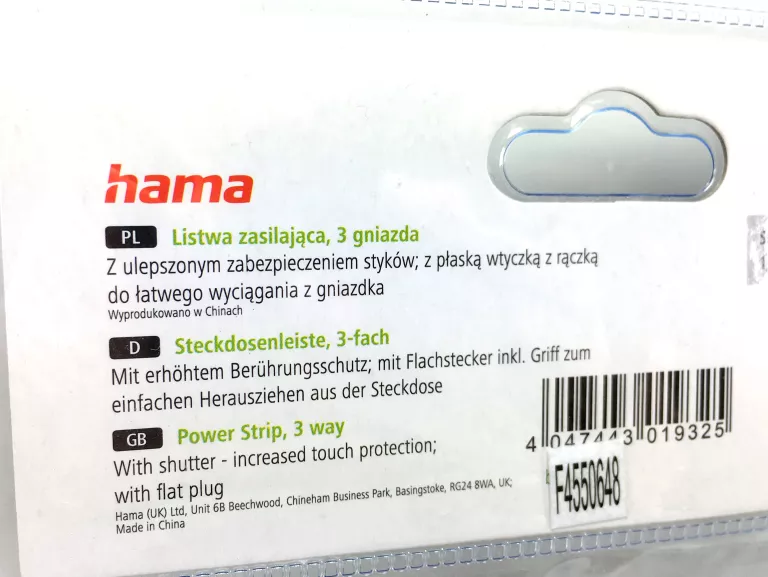 hama
PL Listwa zasilająca, 3 gniazda
Z ulepszonym zabezpieczeniem styków; z płaską wtyczką z rączką
do łatwego wyciągania z gniazdka
Wyprodukowano w Chinach
D Steckdosenleiste, 3-fach
Mit erhöhtem Berührungsschutz; mit Flachstecker inkl. Griff zum
einfachen Herausziehen aus der Steckdose
GB Power Strip, 3 way
With shutter - increased touch protection;
with flat plug
Hama (UK) Ltd, Unit 6B Beechwood, Chineham Business Park, Basingstoke, RG24 8WA, UK;
Made in China
4 047443 019325
F4550648